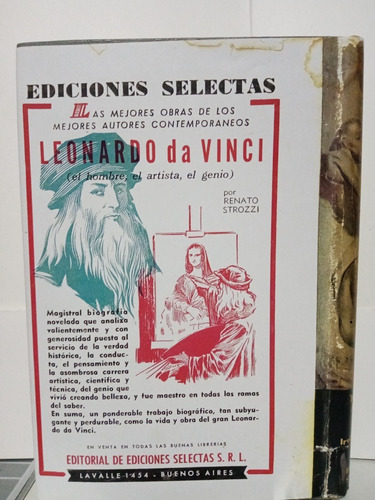 EDICIONES SELECTAS
LAS MEJORES OBRAS DE LOS
MEJORES AUTORES CONTEMPORANEOS
LEONARDO da VINCI
(el hombre, el artista, el genio)
por
RENATO
STROZZI
Magistral biografía
novelada que analiza
valientemente y con
generosidad puesta al
servicio de la verdad
histórica, la conduc-
ta, el pensamiento y
la asombrosa carrera
artística, científica y
técnica, del genio que
vivió creando belleza, y fue maestro en todas las ramas
del saber.
En suma, un ponderable trabajo biográfico, tan subyu-
gante y perdurable, como la vida y obra del gran Leonar-
do da Vinci.
EN VENTA EN TODAS LAS BUENAS LIBRERIAS
EDITORIAL DE EDICIONES SELECTAS S. R. L.
LAVALLE 1454 - BUENOS AIRES